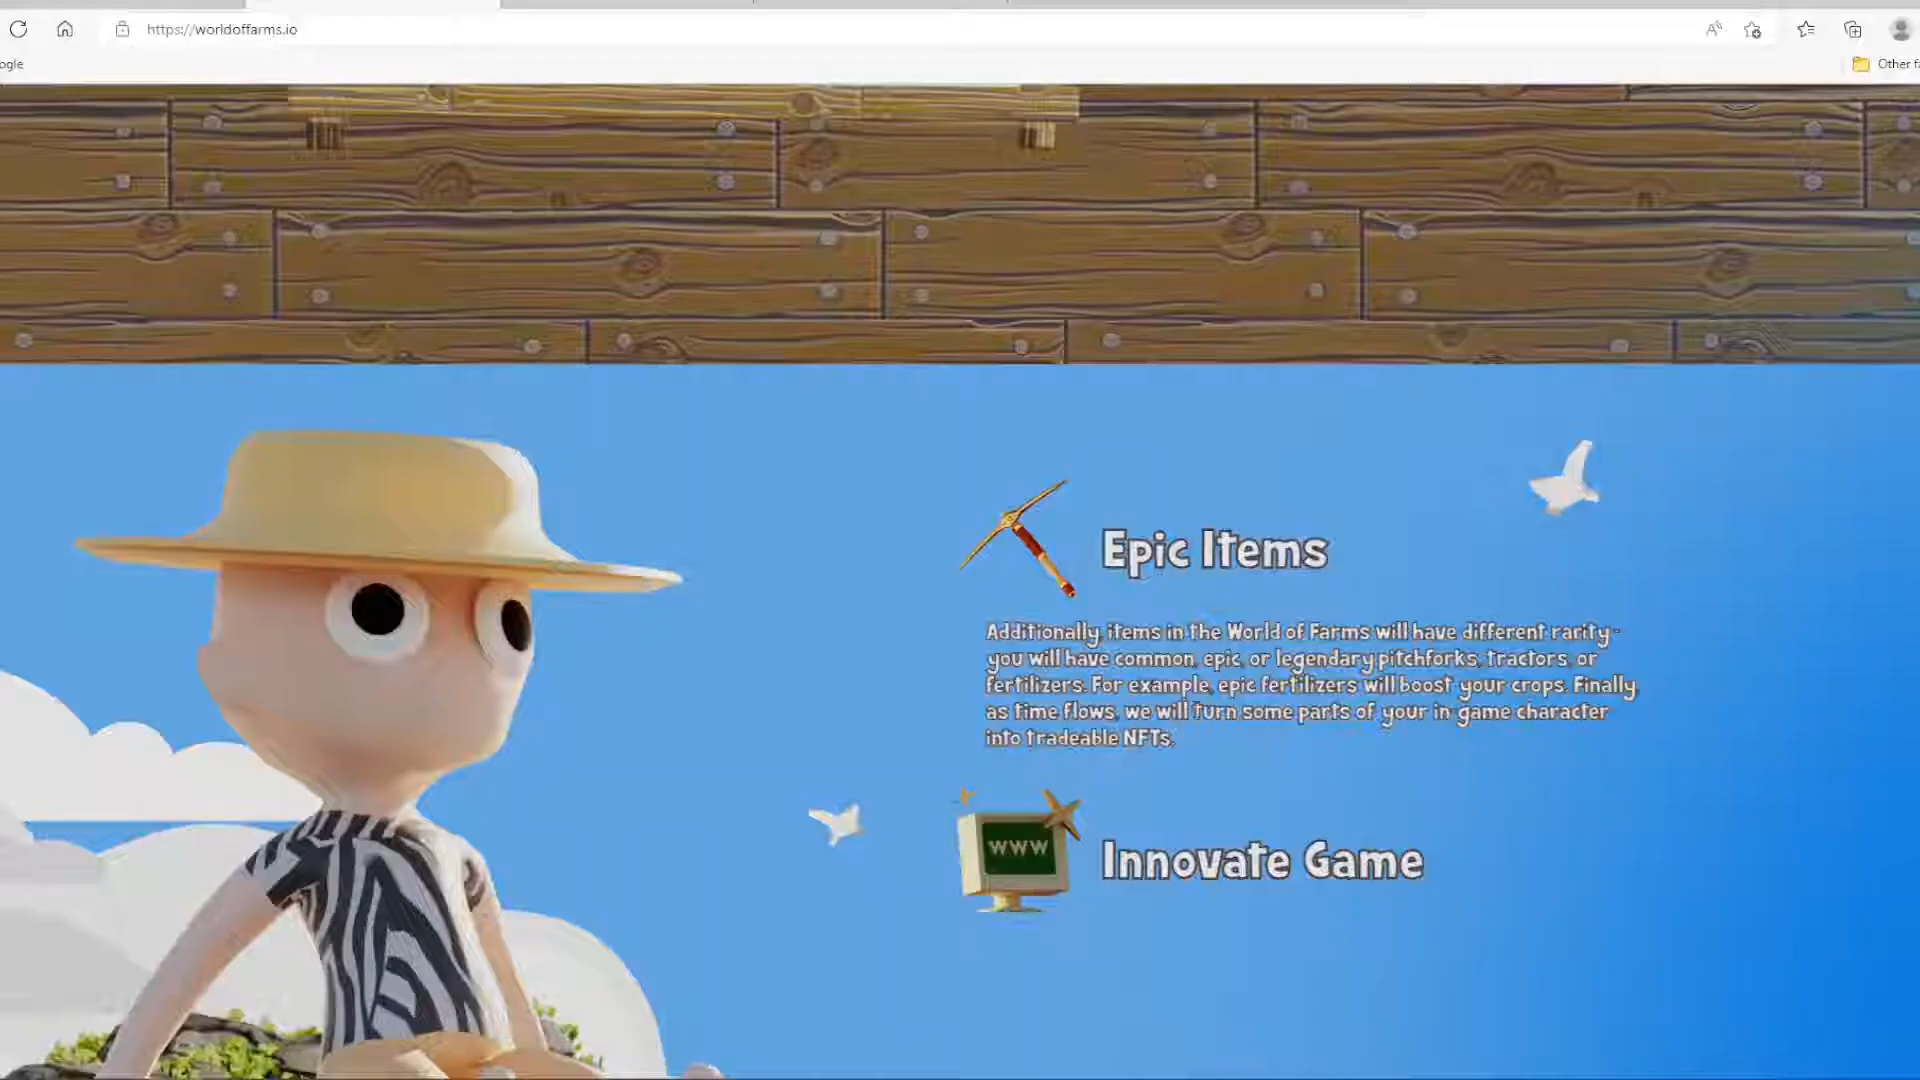 https://worldoffarms.io
ogle
Other fa
Epic Items
Additionally, items in the World of Farms will have different rarity -
you will have common, epic, or legendary pitchforks, tractors, or
fertilizers. For example, epic fertilizers will boost your crops. Finally,
as time flows, we will turn some parts of your in-game character
into tradeable NFTs.
WWW
Innovate Game